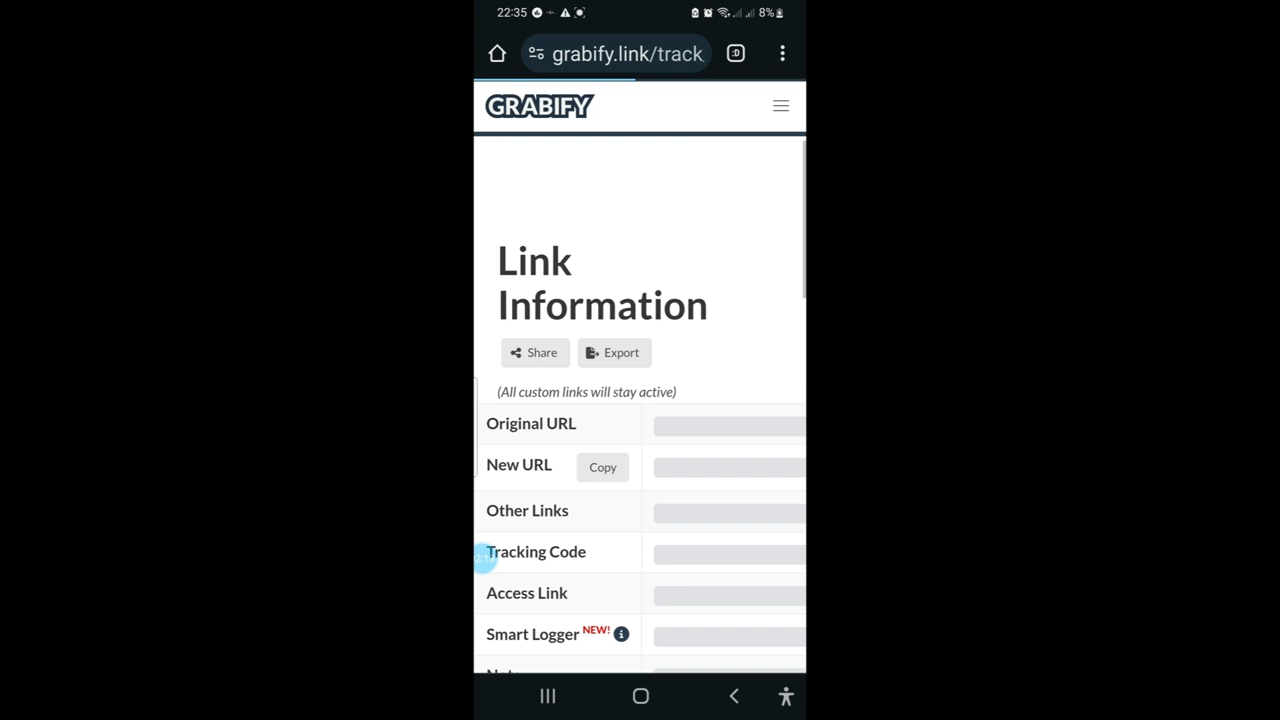 22:35 8%
grabify.link/track :D
GRABIFY
Link
Information
Share Export
(All custom links will stay active)
Original URL
New URL Copy
Other Links
Tracking Code
Access Link
Smart Logger NEW! i